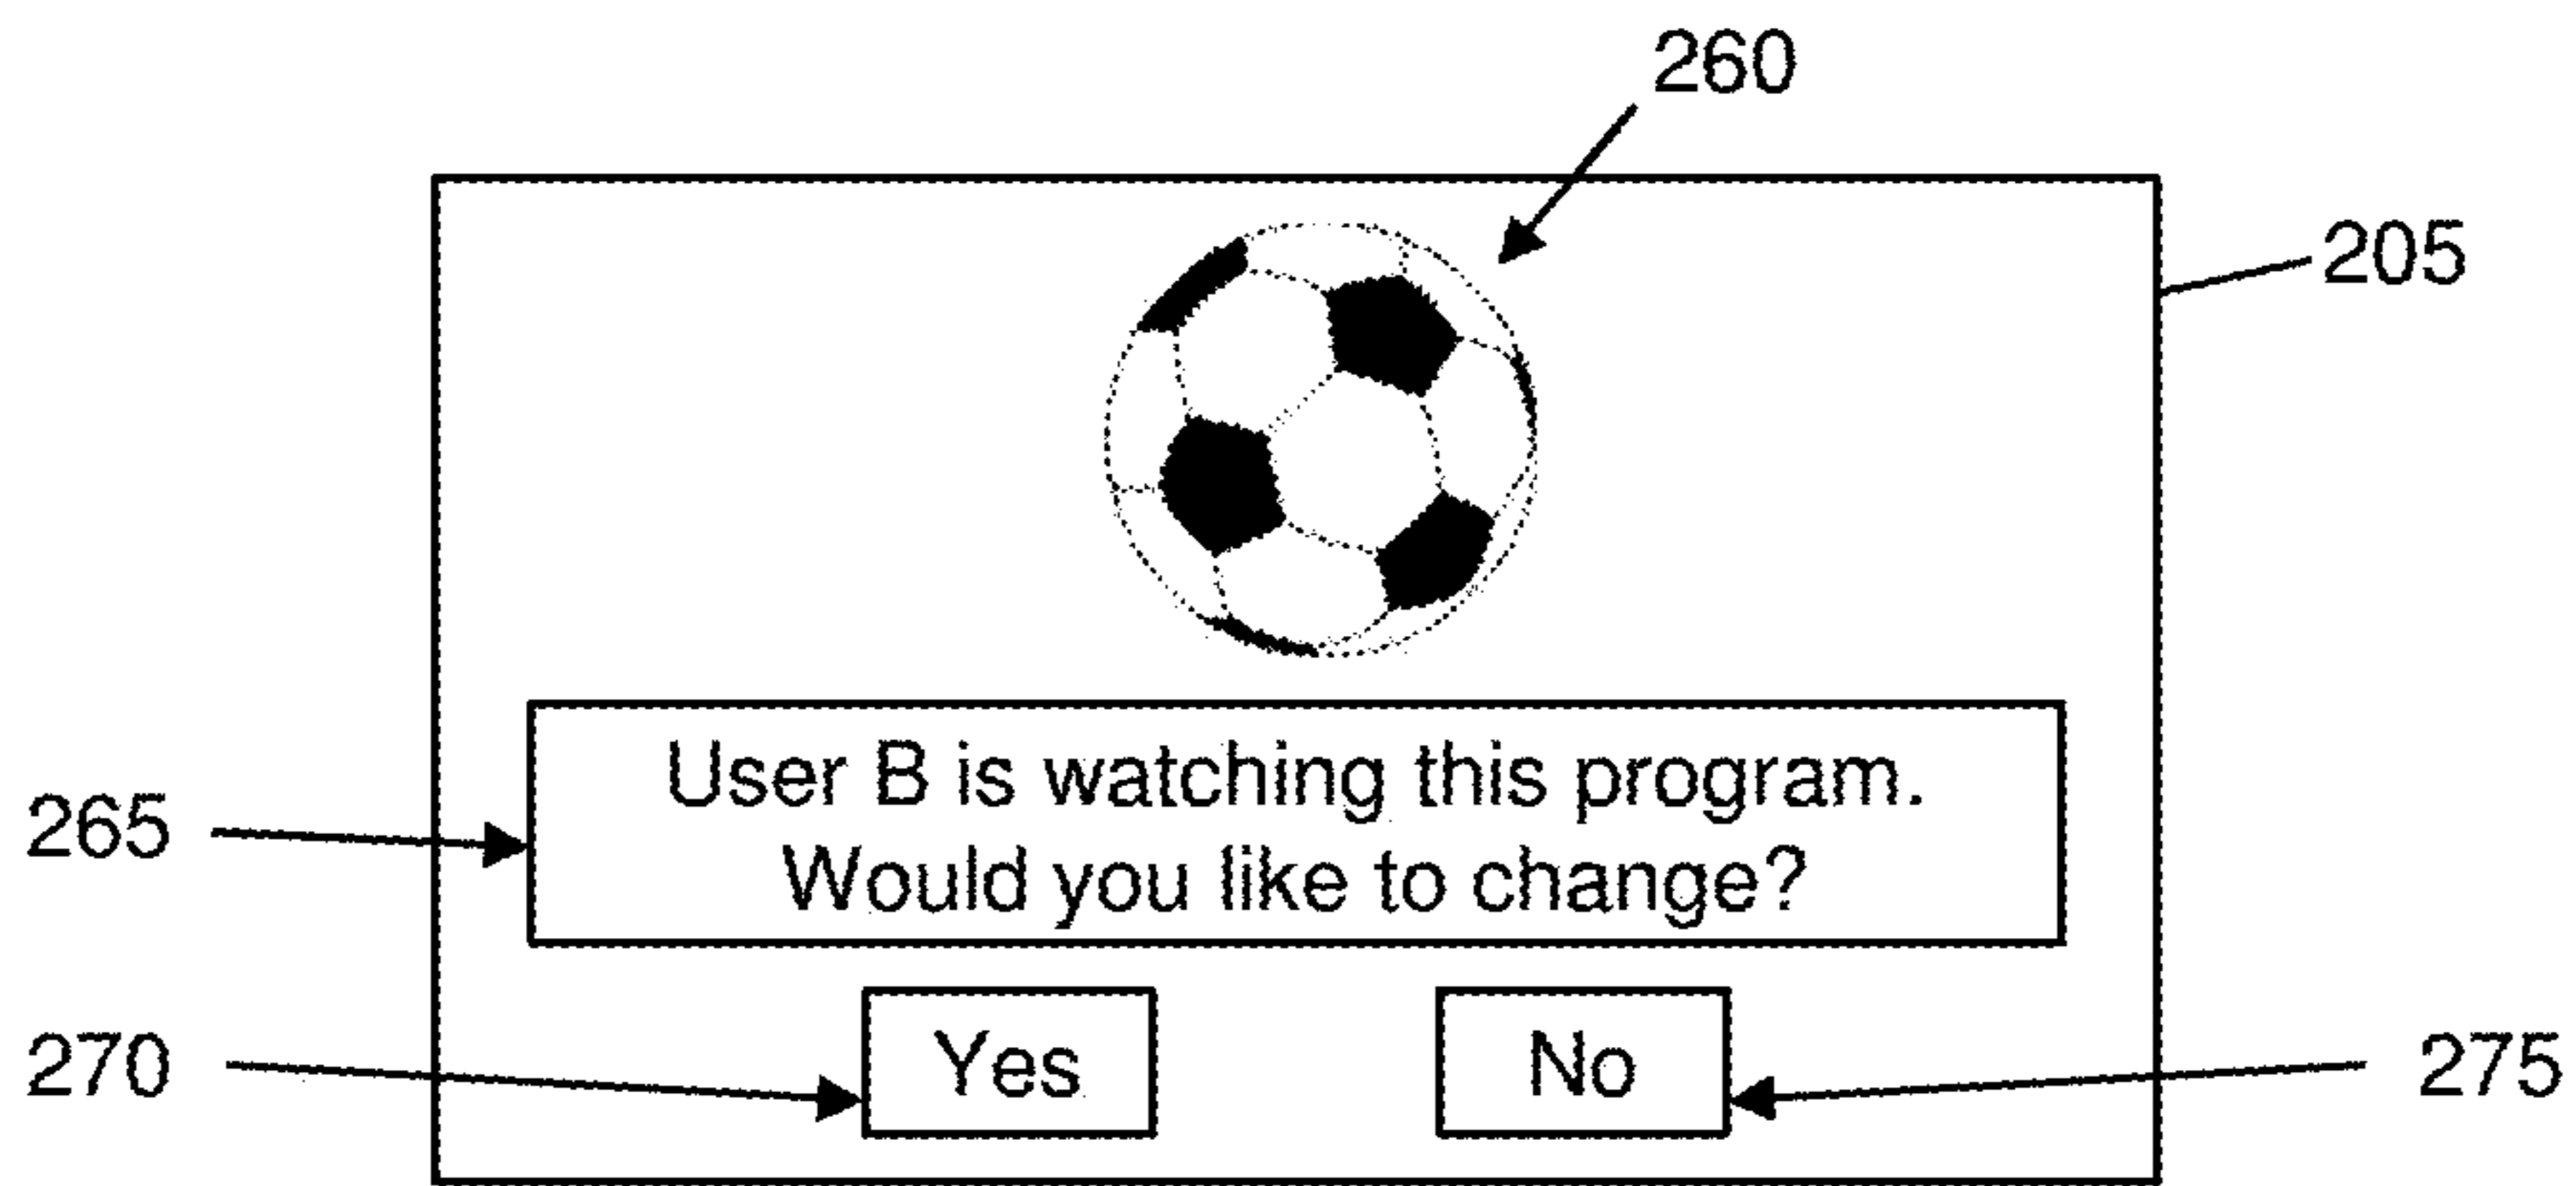 260
205
User B is watching this program.
265
Would you like to change?
270
Yes
No
275